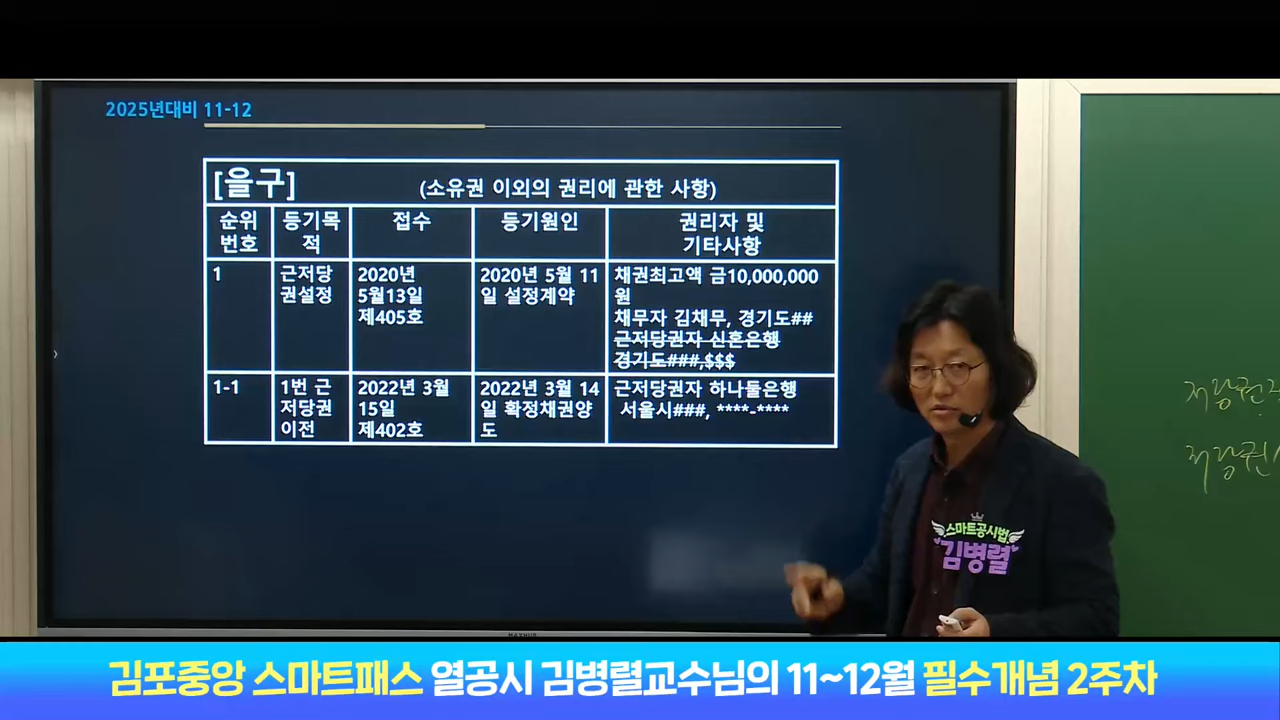 2025년대비 11-12
[을구] (소유권 이외의 권리에 관한 사항)
순위
번호
등기목
적
접수
등기원인
권리자 및
기타사항
1
근저당
권설정
2020년
5월13일
제405호
2020년 5월 11
일 설정계약
채권최고액 금10,000,000
원
채무자 김채무, 경기도##
근저당권자 신혼은행
경기도###,$$$
1-1
1번 근
저당권
이전
2022년 3월
15일
제402호
2022년 3월 14
일 확정채권양
도
근저당권자 하나둘은행
서울시###, ****-****
저당권
저당권
스마트공시법
김병렬
김포중앙 스마트패스 열공시 김병렬교수님의 11~12월 필수개념 2주차